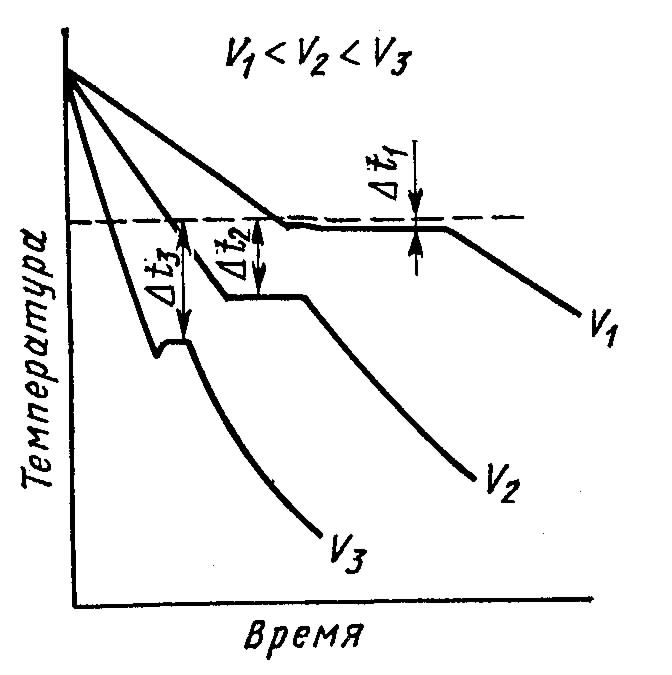 V₁ < V₂ < V₃
Δt₁
Δt₂
Δt₃
V₁
V₂
V₃
Температура
Время